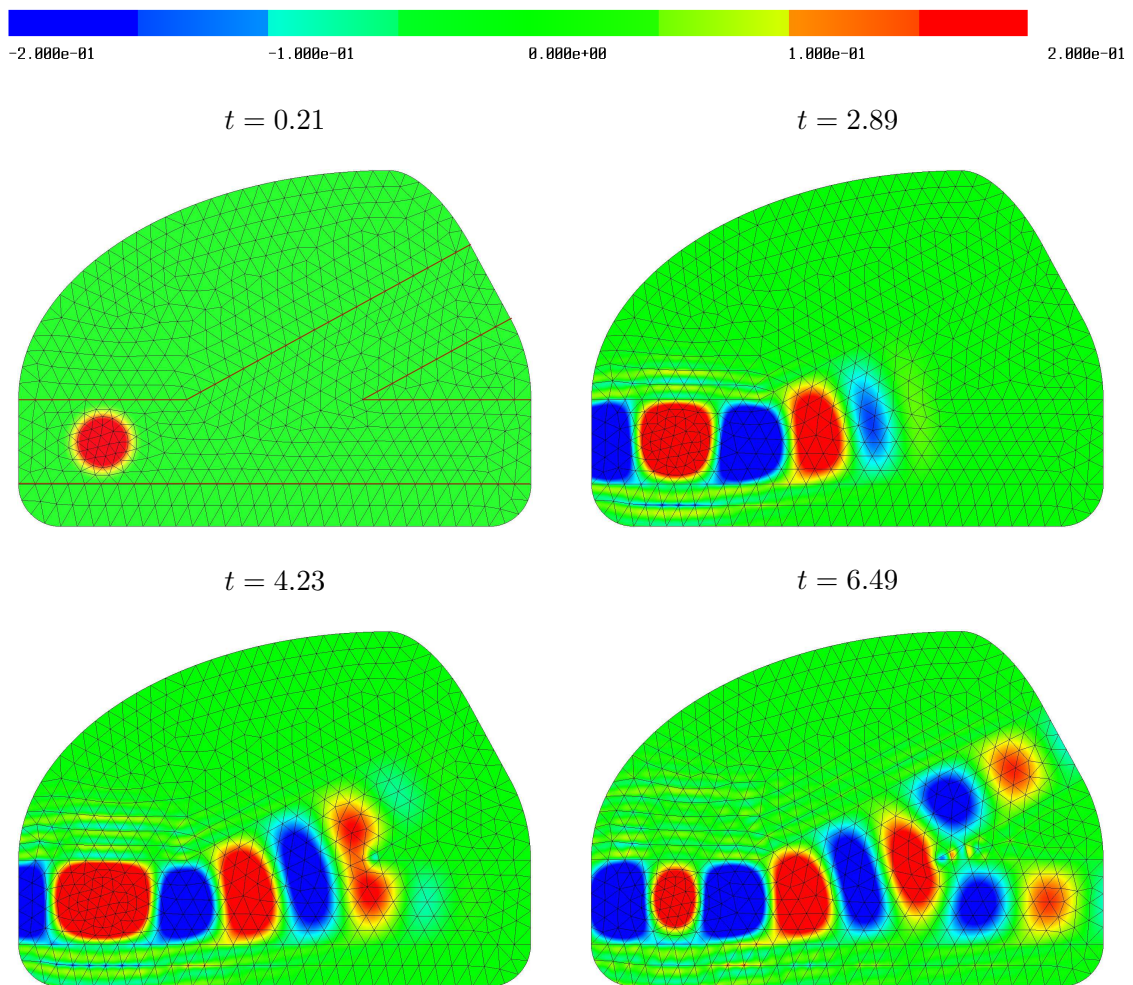 -2.000e-01 -1.000e-01 0.000e+00 1.000e-01 2.000e-01
t = 0.21 t = 2.89
t = 4.23 t = 6.49